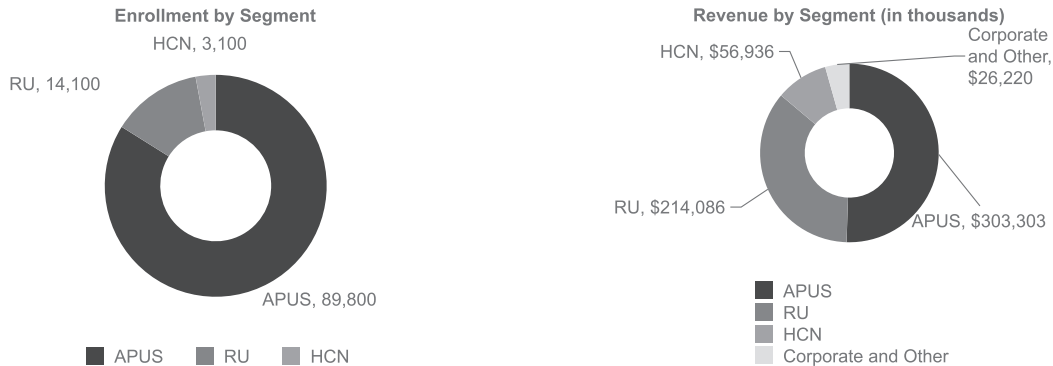 Enrollment by Segment
HCN, 3,100
RU, 14,100
APUS, 89,800
APUS
RU
HCN
Revenue by Segment (in thousands)
Corporate
and Other,
$26,220
HCN, $56,936
RU, $214,086
APUS, $303,303
APUS
RU
HCN
Corporate and Other